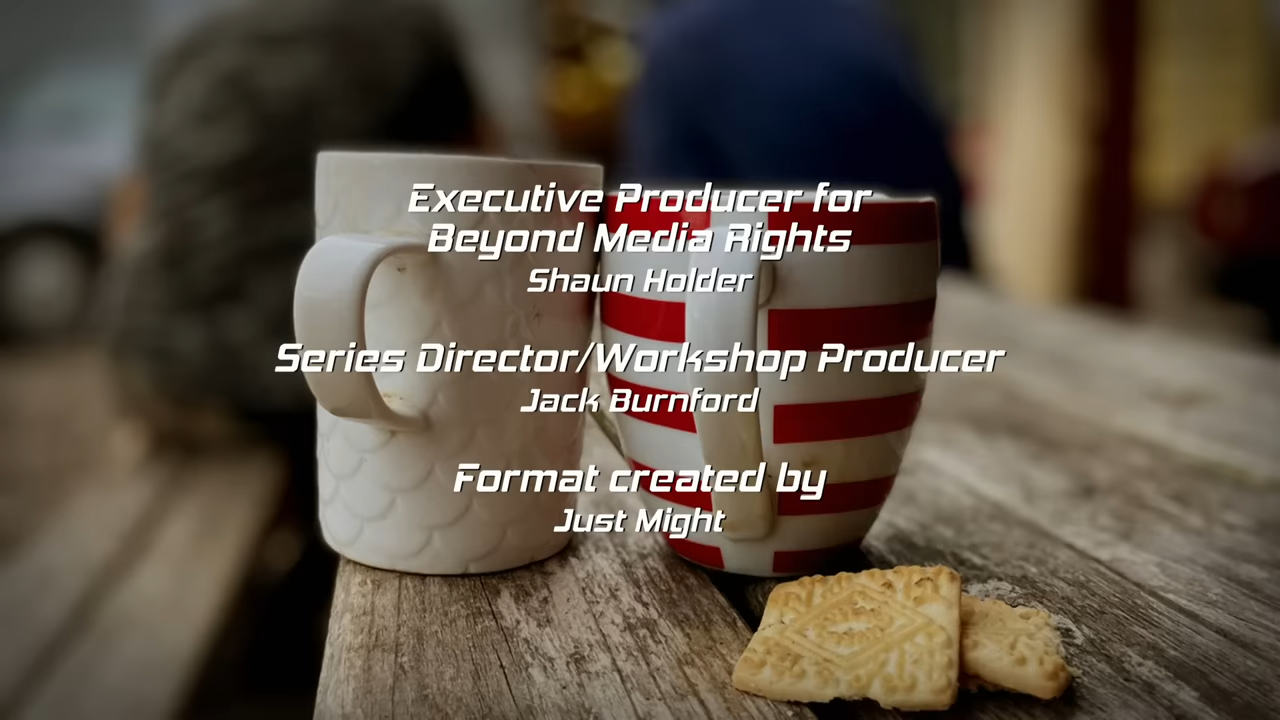 Executive Producer for
Beyond Media Rights
Shaun Holder
Series Director/Workshop Producer
Jack Burnford
Format created by
Just Might